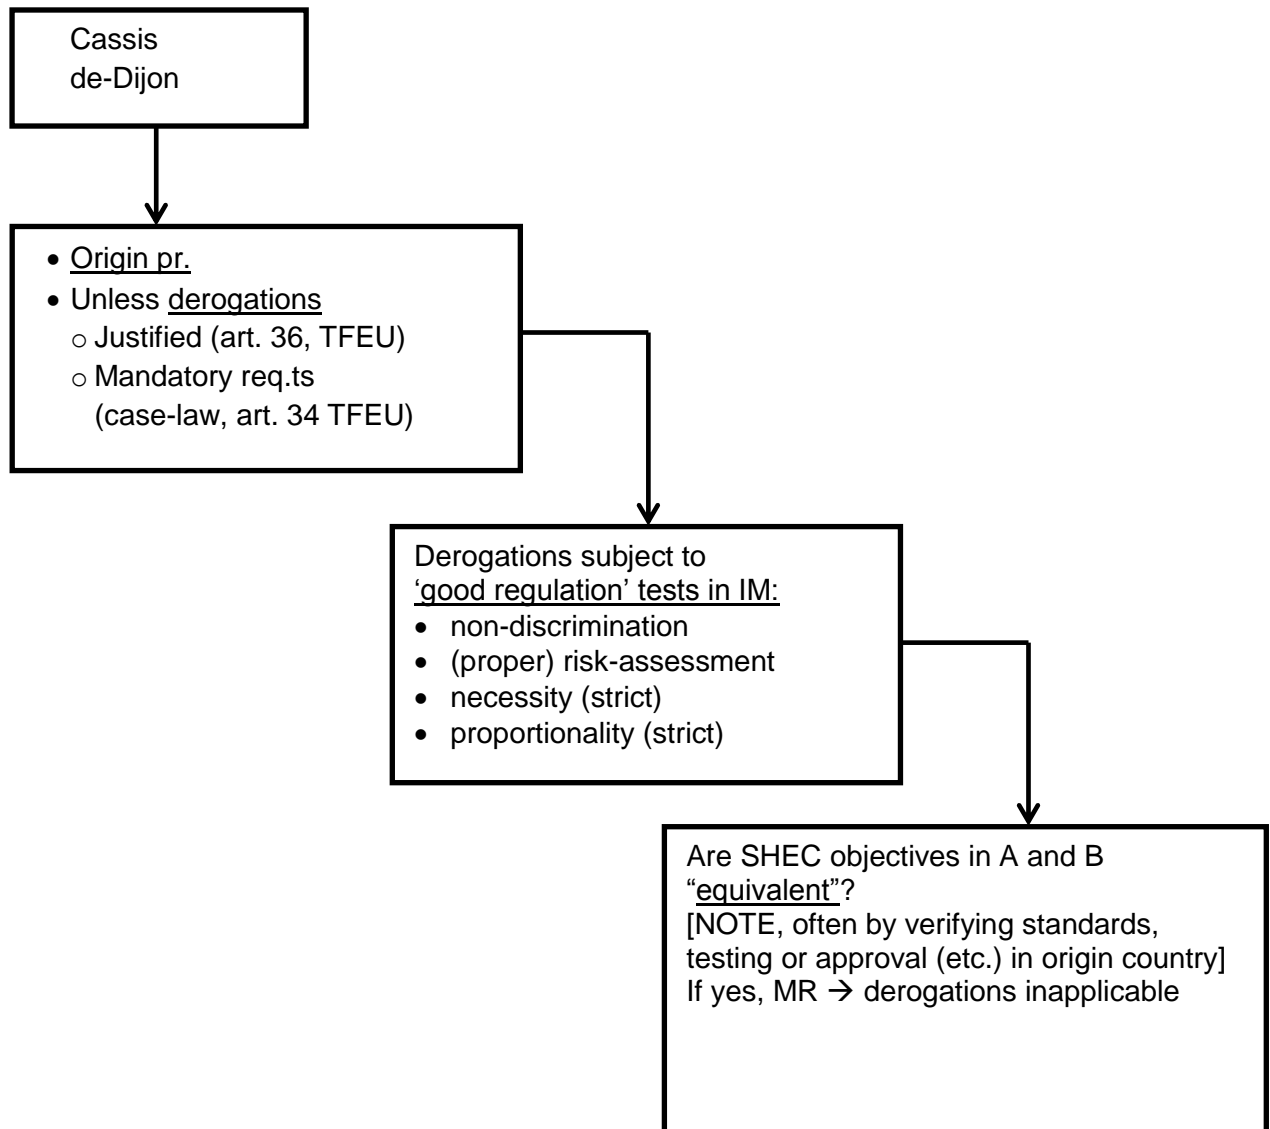 Cassis
de-Dijon
• Origin pr.
• Unless derogations
○ Justified (art. 36, TFEU)
○ Mandatory req.ts
(case-law, art. 34 TFEU)
Derogations subject to
‘good regulation’ tests in IM:
• non-discrimination
• (proper) risk-assessment
• necessity (strict)
• proportionality (strict)
Are SHEC objectives in A and B
“equivalent”?
[NOTE, often by verifying standards,
testing or approval (etc.) in origin country]
If yes, MR → derogations inapplicable